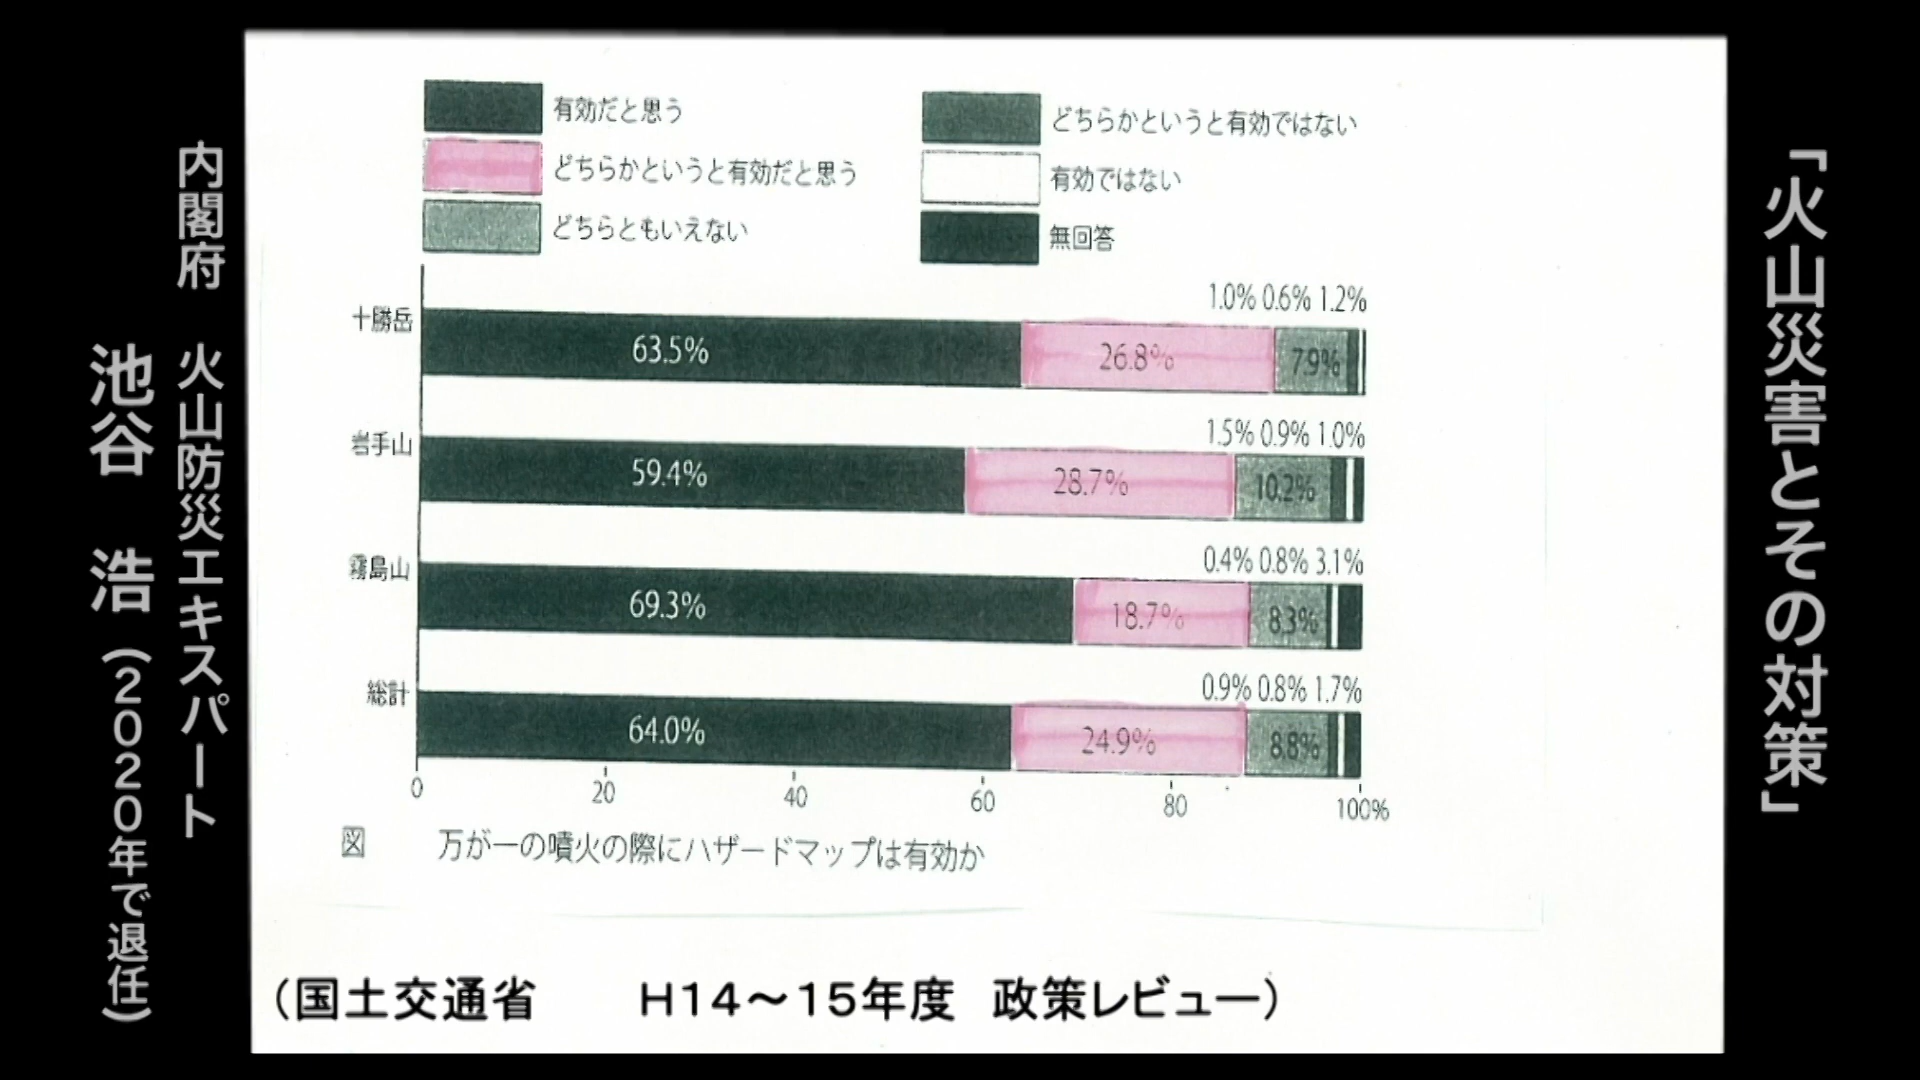 「火山災害とその対策」
内閣府　火山防災エキスパート
池谷　浩（2020年で退任）
有効だと思う
どちらかというと有効だと思う
どちらともいえない
どちらかというと有効ではない
有効ではない
無回答
1.0% 0.6% 1.2%
十勝岳 63.5% 26.8% 7.9%
1.5% 0.9% 1.0%
岩手山 59.4% 28.7% 10.2%
0.4% 0.8% 3.1%
霧島山 69.3% 18.7% 8.3%
0.9% 0.8% 1.7%
総計 64.0% 24.9% 8.8%
0 20 40 60 80 100%
図　万が一の噴火の際にハザードマップは有効か
（国土交通省　H14～15年度　政策レビュー）